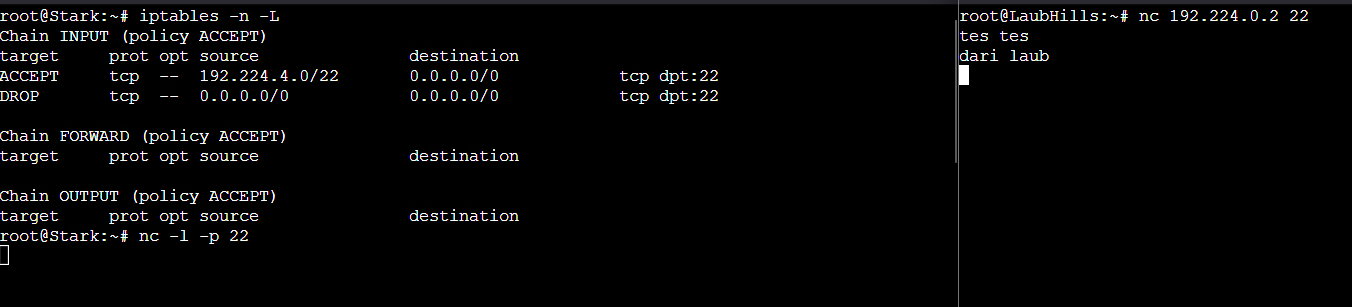 root@Stark:~# iptables -n -L
Chain INPUT (policy ACCEPT)
target     prot opt source               destination
ACCEPT     tcp  --  192.224.4.0/22       0.0.0.0/0            tcp dpt:22
DROP       tcp  --  0.0.0.0/0            0.0.0.0/0            tcp dpt:22
Chain FORWARD (policy ACCEPT)
target     prot opt source               destination
Chain OUTPUT (policy ACCEPT)
target     prot opt source               destination
root@Stark:~# nc -l -p 22
root@LaubHills:~# nc 192.224.0.2 22
tes tes
dari laub